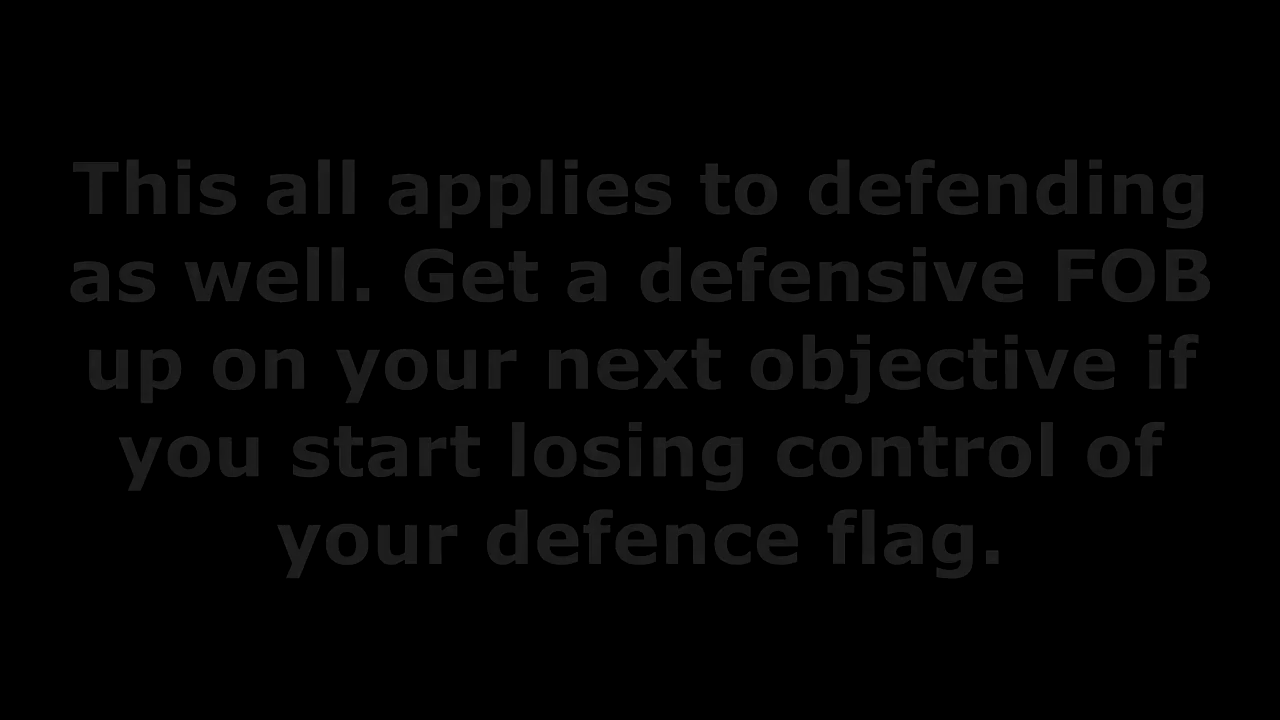 This all applies to defending
as well. Get a defensive FOB
up on your next objective if
you start losing control of
your defence flag.